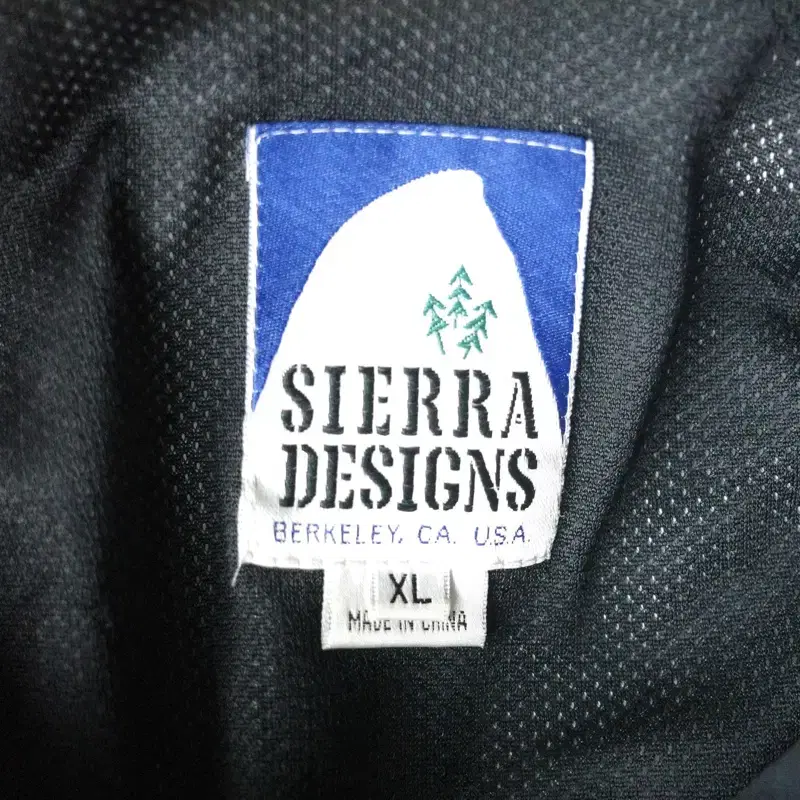 SIERRA
DESIGNS
BERKELEY, CA. U.S.A.
XL
MADE IN CHINA